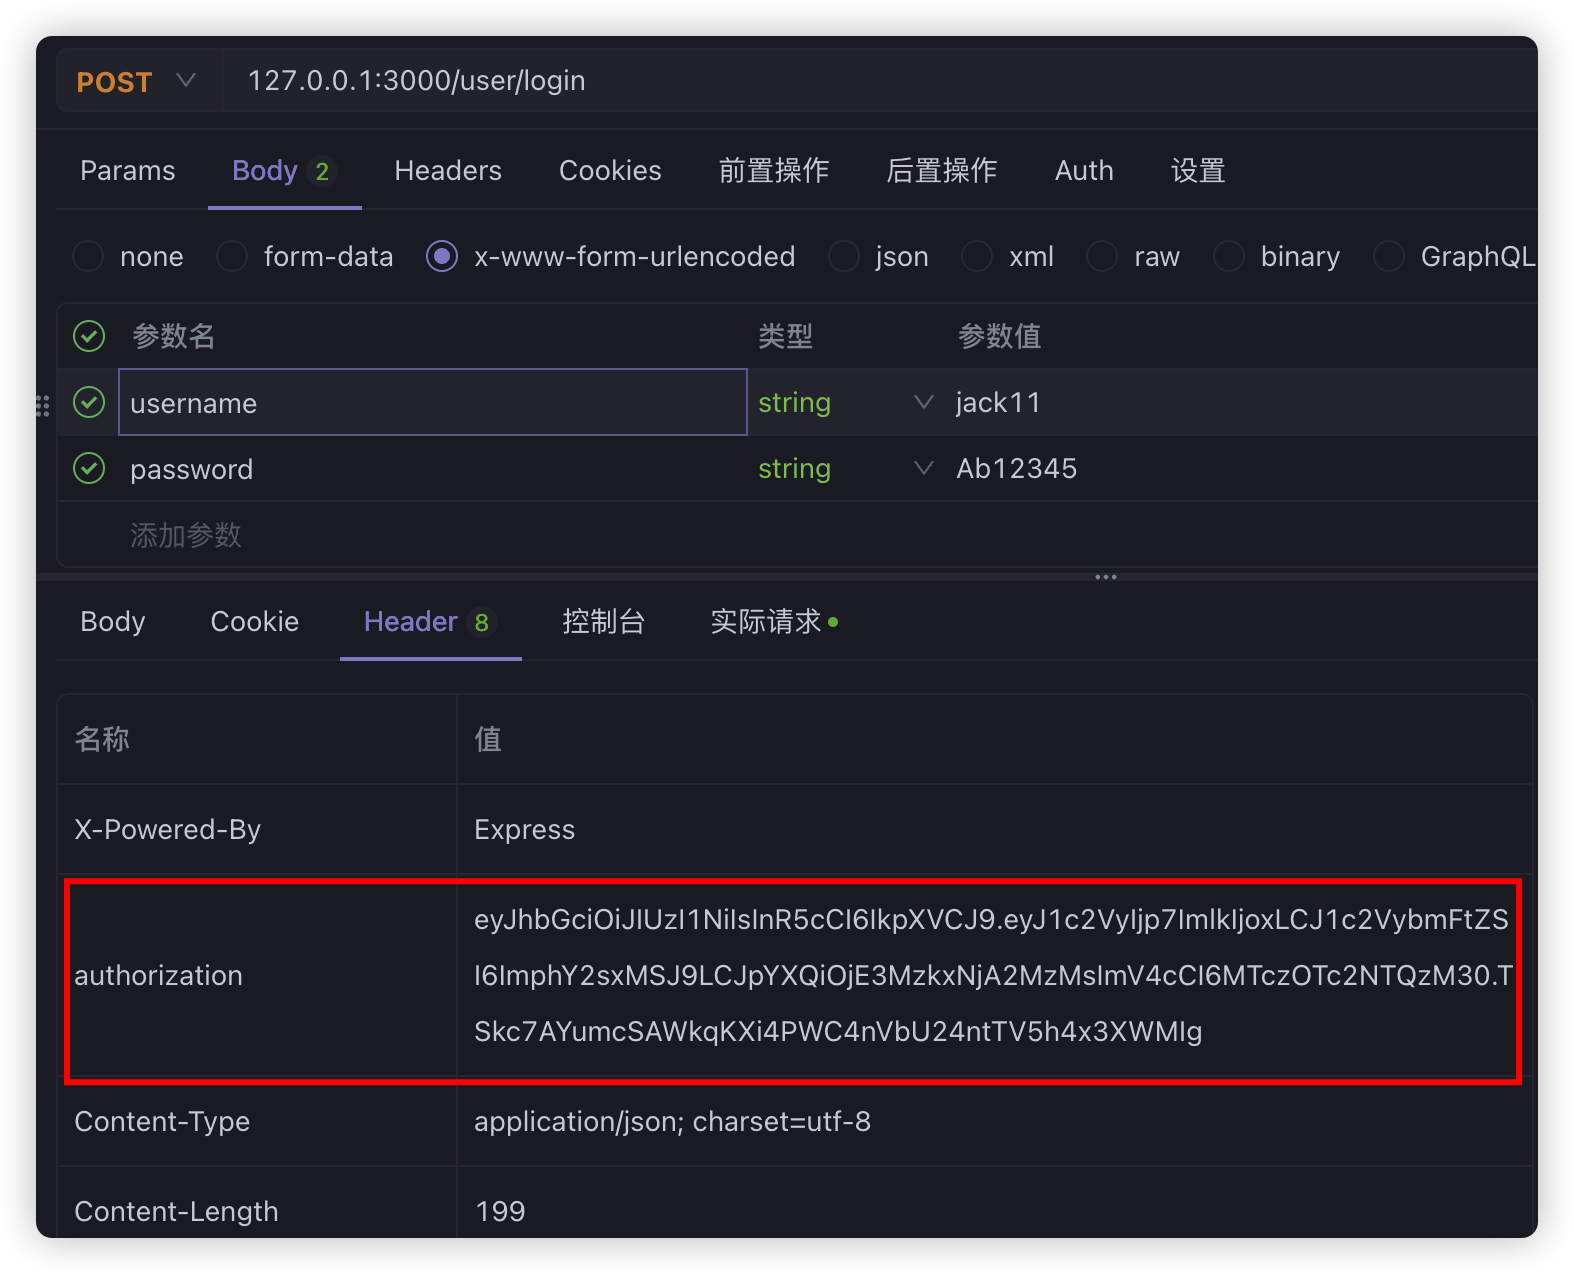 POST 127.0.0.1:3000/user/login
Params Body 2 Headers Cookies 前置操作 后置操作 Auth 设置
none form-data x-www-form-urlencoded json xml raw binary GraphQL
参数名 类型 参数值
username string jack11
password string Ab12345
添加参数
Body Cookie Header 8 控制台 实际请求
名称 值
X-Powered-By Express
authorization eyJhbGciOiJIUzI1NiIsInR5cCI6IkpXVCJ9.eyJ1c2VyIjp7ImlkIjoxLCJ1c2VybmFtZS
I6ImphY2sxMSJ9LCJpYXQiOjE3MzkxNjA2MzMsImV4cCI6MTczOTc2NTQzM30.T
Skc7AYumcSAWkqKXi4PWC4nVbU24ntTV5h4x3XWMIg
Content-Type application/json; charset=utf-8
Content-Length 199